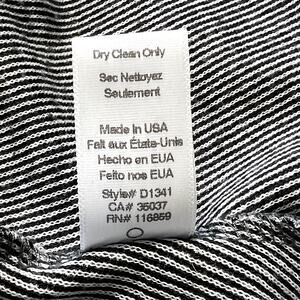 Dry Clean Only
Sec Nettoyez
Seulement
Made in USA
Fait aux États-Unis
Hecho en EUA
Feito nos EUA
Style# D1341
CA# 35037
RN# 116859